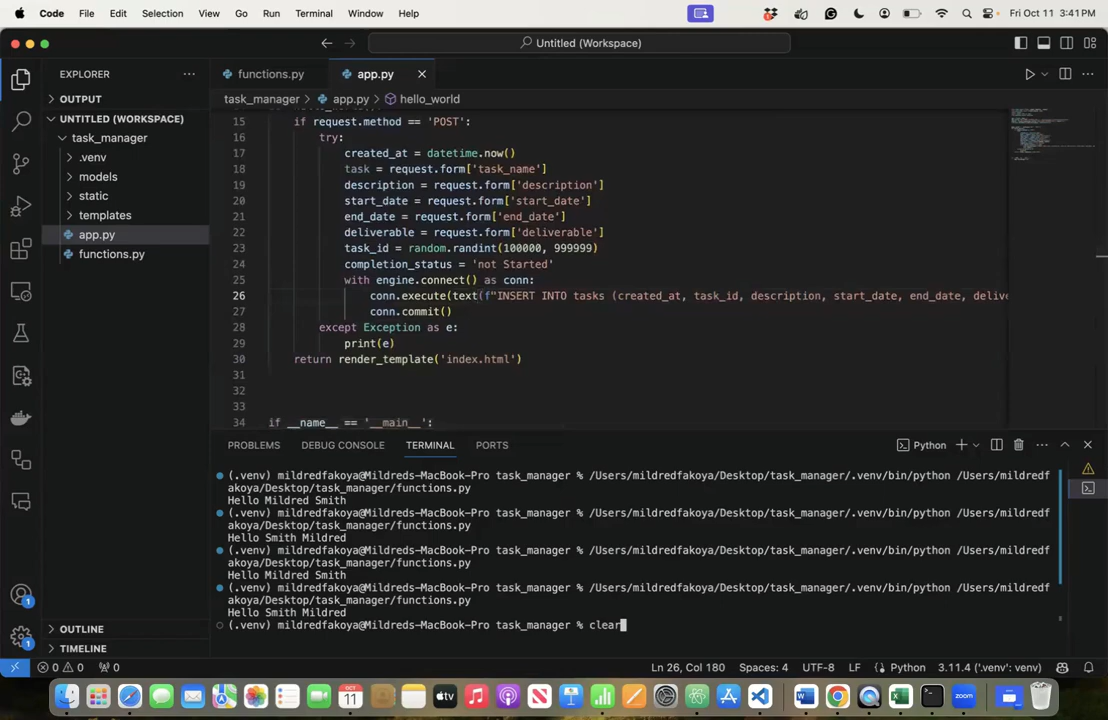 Code File Edit Selection View Go Run Terminal Window Help Fri Oct 11 3:41 PM
Untitled (Workspace)
EXPLORER
functions.py app.py
OUTPUT
task_manager > app.py > hello_world
UNTITLED (WORKSPACE)
task_manager
.venv
models
static
templates
app.py
functions.py
15 if request.method == 'POST':
16 try:
17 created_at = datetime.now()
18 task = request.form['task_name']
19 description = request.form['description']
20 start_date = request.form['start_date']
21 end_date = request.form['end_date']
22 deliverable = request.form['deliverable']
23 task_id = random.randint(100000, 999999)
24 completion_status = 'not Started'
25 with engine.connect() as conn:
26 conn.execute(text(f"INSERT INTO tasks (created_at, task_id, description, start_date, end_date, delive
27 conn.commit()
28 except Exception as e:
29 print(e)
30 return render_template('index.html')
31
32
33
34 if __name__ == '__main__':
PROBLEMS DEBUG CONSOLE TERMINAL PORTS Python
(.venv) mildredfakoya@Mildreds-MacBook-Pro task_manager % /Users/mildredfakoya/Desktop/task_manager/.venv/bin/python /Users/mildredf
akoya/Desktop/task_manager/functions.py
Hello Mildred Smith
(.venv) mildredfakoya@Mildreds-MacBook-Pro task_manager % /Users/mildredfakoya/Desktop/task_manager/.venv/bin/python /Users/mildredf
akoya/Desktop/task_manager/functions.py
Hello Smith Mildred
(.venv) mildredfakoya@Mildreds-MacBook-Pro task_manager % /Users/mildredfakoya/Desktop/task_manager/.venv/bin/python /Users/mildredf
akoya/Desktop/task_manager/functions.py
Hello Mildred Smith
(.venv) mildredfakoya@Mildreds-MacBook-Pro task_manager % /Users/mildredfakoya/Desktop/task_manager/.venv/bin/python /Users/mildredf
akoya/Desktop/task_manager/functions.py
Hello Smith Mildred
(.venv) mildredfakoya@Mildreds-MacBook-Pro task_manager % clear
OUTLINE
TIMELINE
0 0 0 Ln 26, Col 180 Spaces: 4 UTF-8 LF Python 3.11.4 ('.venv': venv)